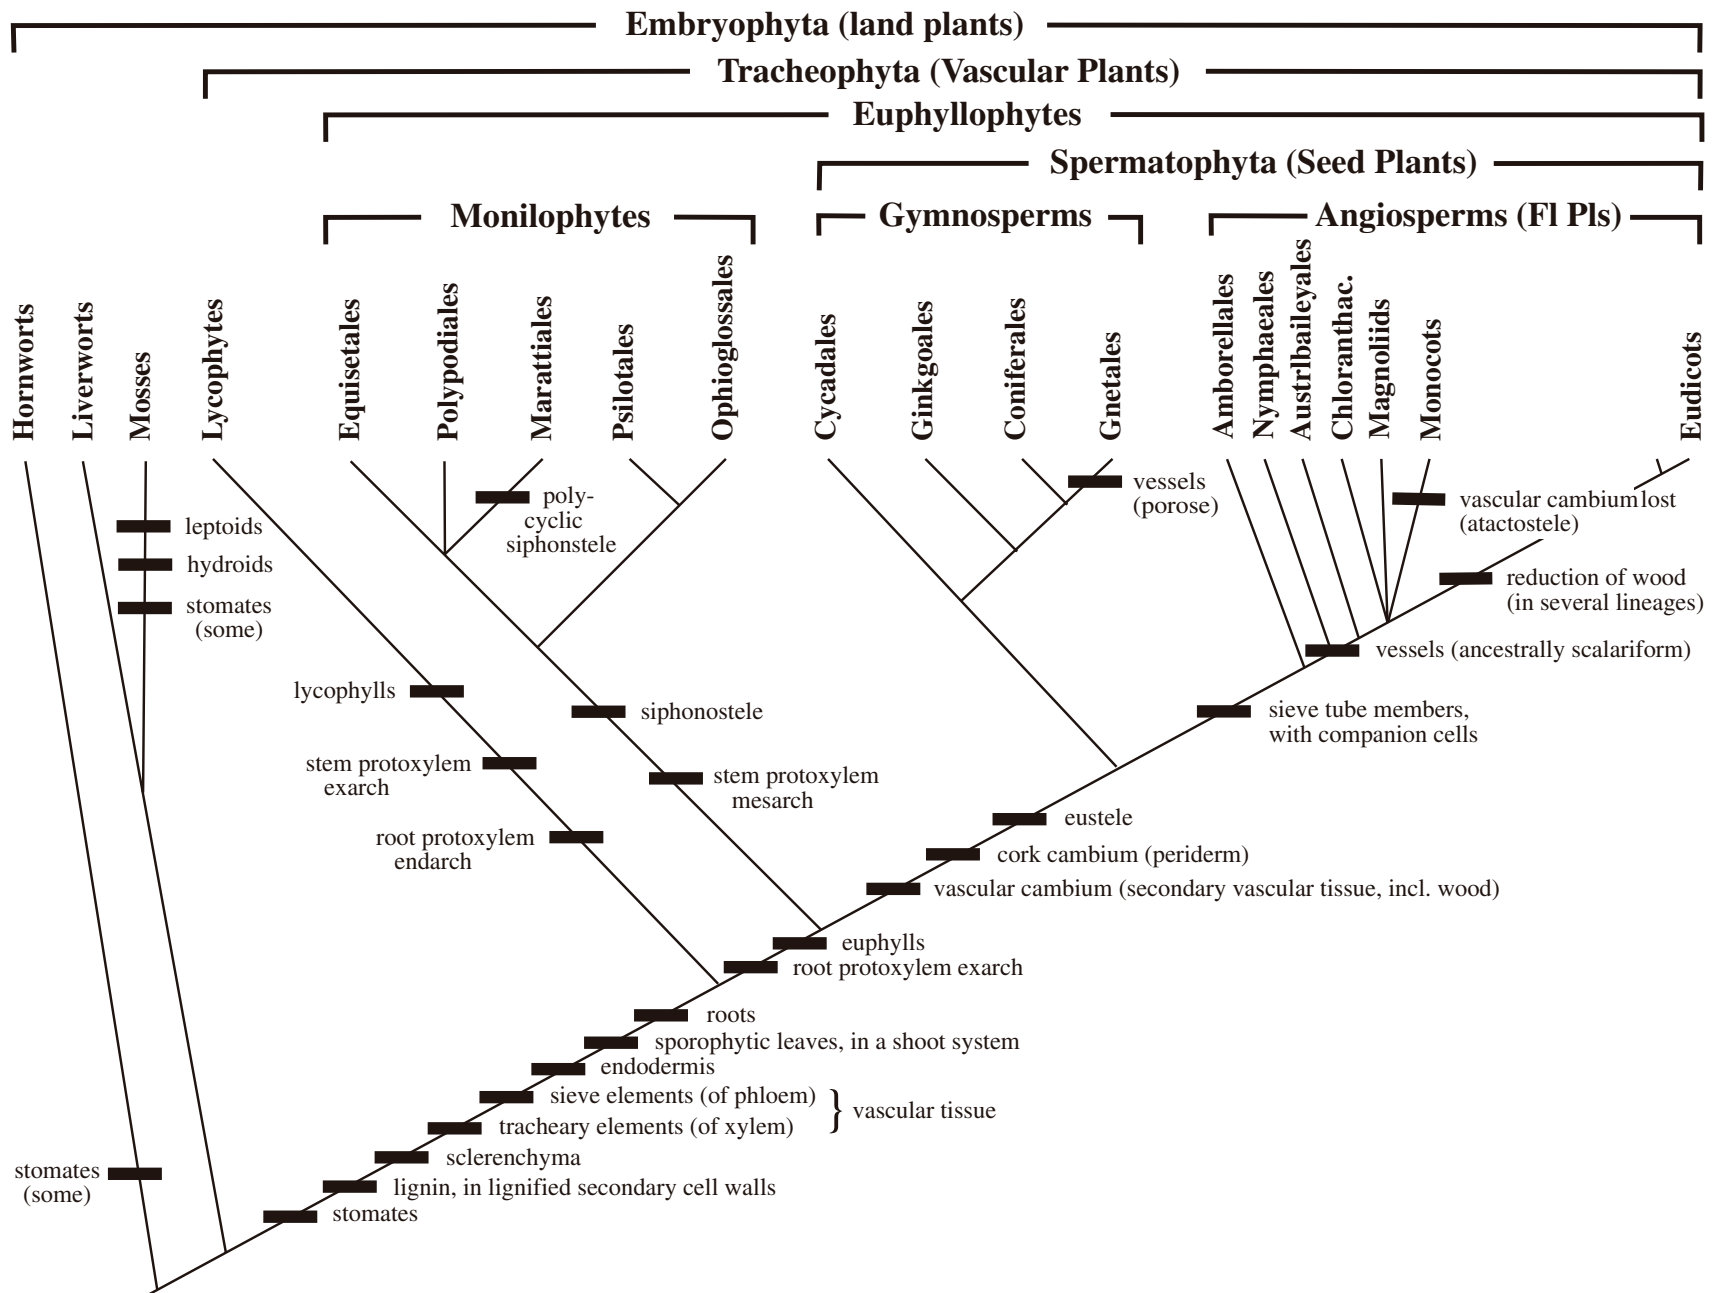 Embryophyta (land plants)
Tracheophyta (Vascular Plants)
Euphyllophytes
Spermatophyta (Seed Plants)
Monilophytes
Gymnosperms
Angiosperms (Fl Pls)
Hornworts
Liverworts
Mosses
Lycophytes
Equisetales
Polypodiales
Marattiales
Psilotales
Ophioglossales
Cycadales
Ginkgoales
Coniferales
Gnetales
Amborellales
Nymphaeales
Austrlbaileyales
Chloranthac.
Magnoliids
Monocots
Eudicots
leptoids
hydroids
stomates
(some)
poly-
cyclic
siphonstele
vessels
(porose)
vascular cambiumlost
(atactostele)
reduction of wood
(in several lineages)
vessels (ancestrally scalariform)
lycophylls
siphonostele
sieve tube members,
with companion cells
stem protoxylem
exarch
stem protoxylem
mesarch
root protoxylem
endarch
eustele
cork cambium (periderm)
vascular cambium (secondary vascular tissue, incl. wood)
euphylls
root protoxylem exarch
roots
sporophytic leaves, in a shoot system
endodermis
sieve elements (of phloem)
} vascular tissue
tracheary elements (of xylem)
sclerenchyma
stomates
(some)
lignin, in lignified secondary cell walls
stomates